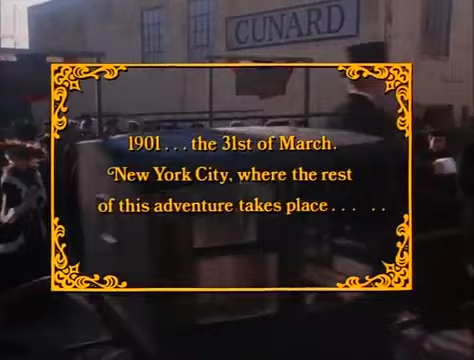 CUNARD
1901 . . . the 31st of March.
New York City, where the rest
of this adventure takes place . . . . .